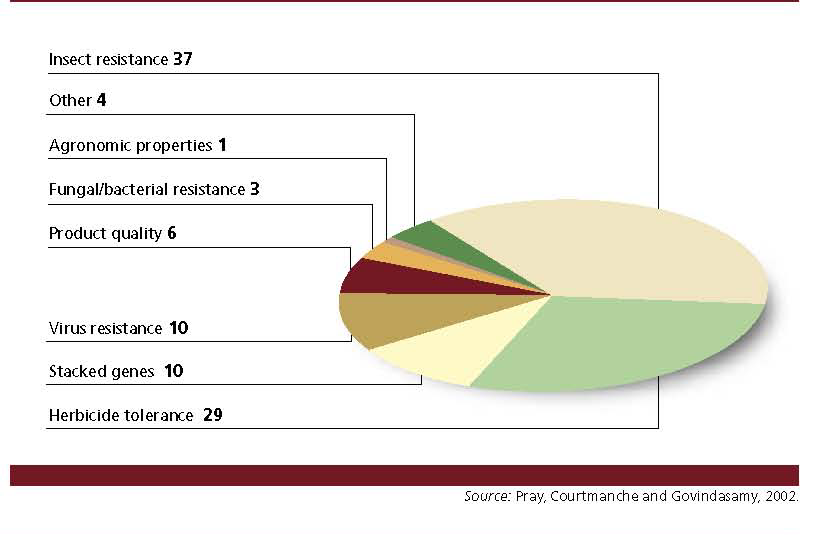 Insect resistance 37
Other 4
Agronomic properties 1
Fungal/bacterial resistance 3
Product quality 6
Virus resistance 10
Stacked genes 10
Herbicide tolerance 29
Source: Pray, Courtmanche and Govindasamy, 2002.